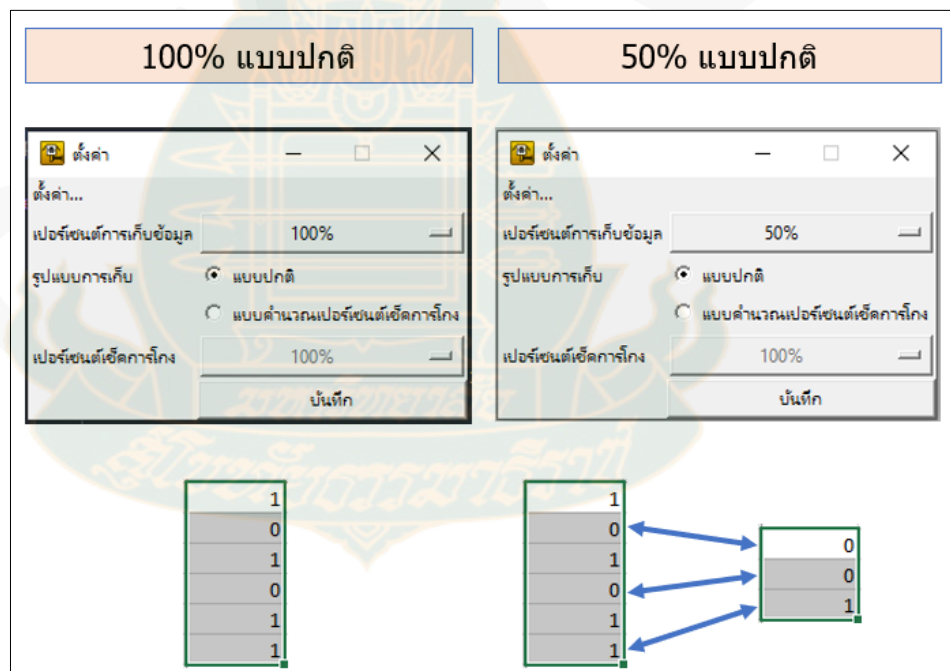 100% แบบปกติ
50% แบบปกติ
ตั้งค่า
ตั้งค่า...
เปอร์เซนต์การเก็บข้อมูล 100%
รูปแบบการเก็บ แบบปกติ
แบบคำนวณเปอร์เซนต์เช็คการโกง
เปอร์เซนต์เช็คการโกง 100%
บันทึก
ตั้งค่า
ตั้งค่า...
เปอร์เซนต์การเก็บข้อมูล 50%
รูปแบบการเก็บ แบบปกติ
แบบคำนวณเปอร์เซนต์เช็คการโกง
เปอร์เซนต์เช็คการโกง 100%
บันทึก
1
0
1
0
1
1
1
0
1
0
1
1
0
0
1